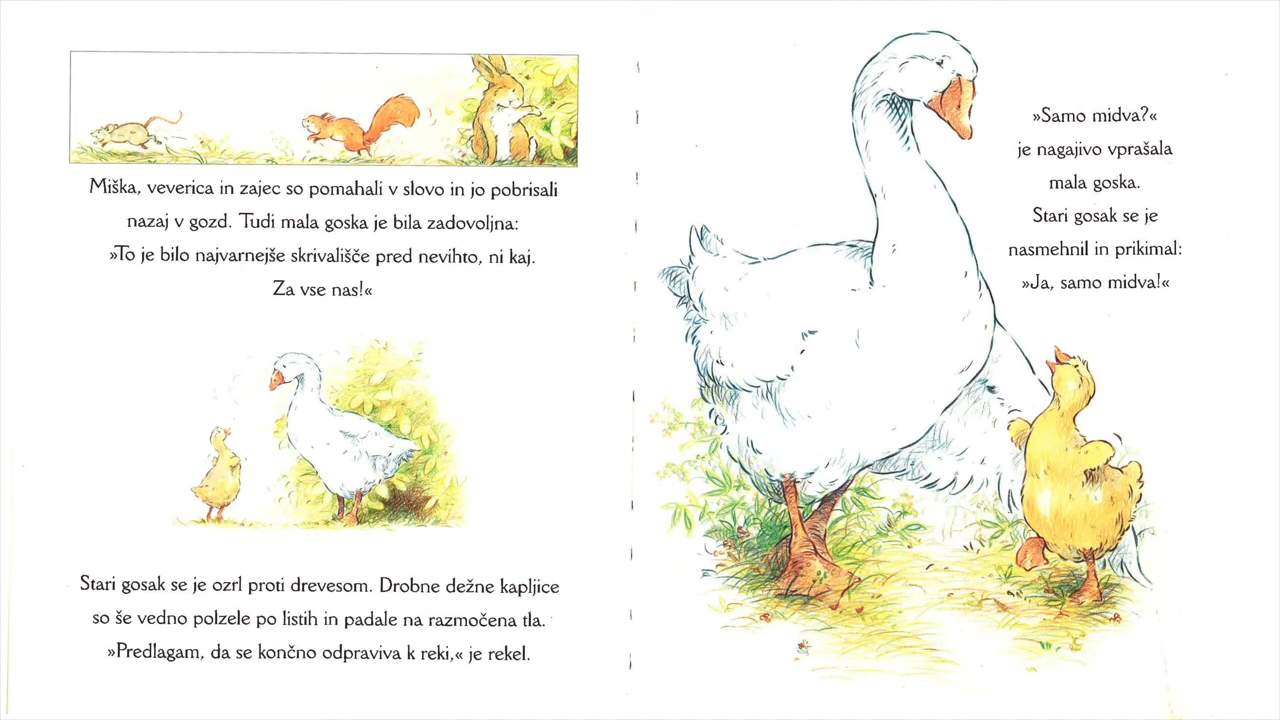 Miška, veverica in zajec so pomahali v slovo in jo pobrisali
nazaj v gozd. Tudi mala goska je bila zadovoljna:
»To je bilo najvarnejše skrivališče pred nevihto, ni kaj.
Za vse nas!«
Stari gosak se je ozrl proti drevesom. Drobne dežne kapljice
so še vedno polzele po listih in padale na razmočena tla.
»Predlagam, da se končno odpraviva k reki,« je rekel.
»Samo midva?«
je nagajivo vprašala
mala goska.
Stari gosak se je
nasmehnil in prikimal:
»Ja, samo midva!«